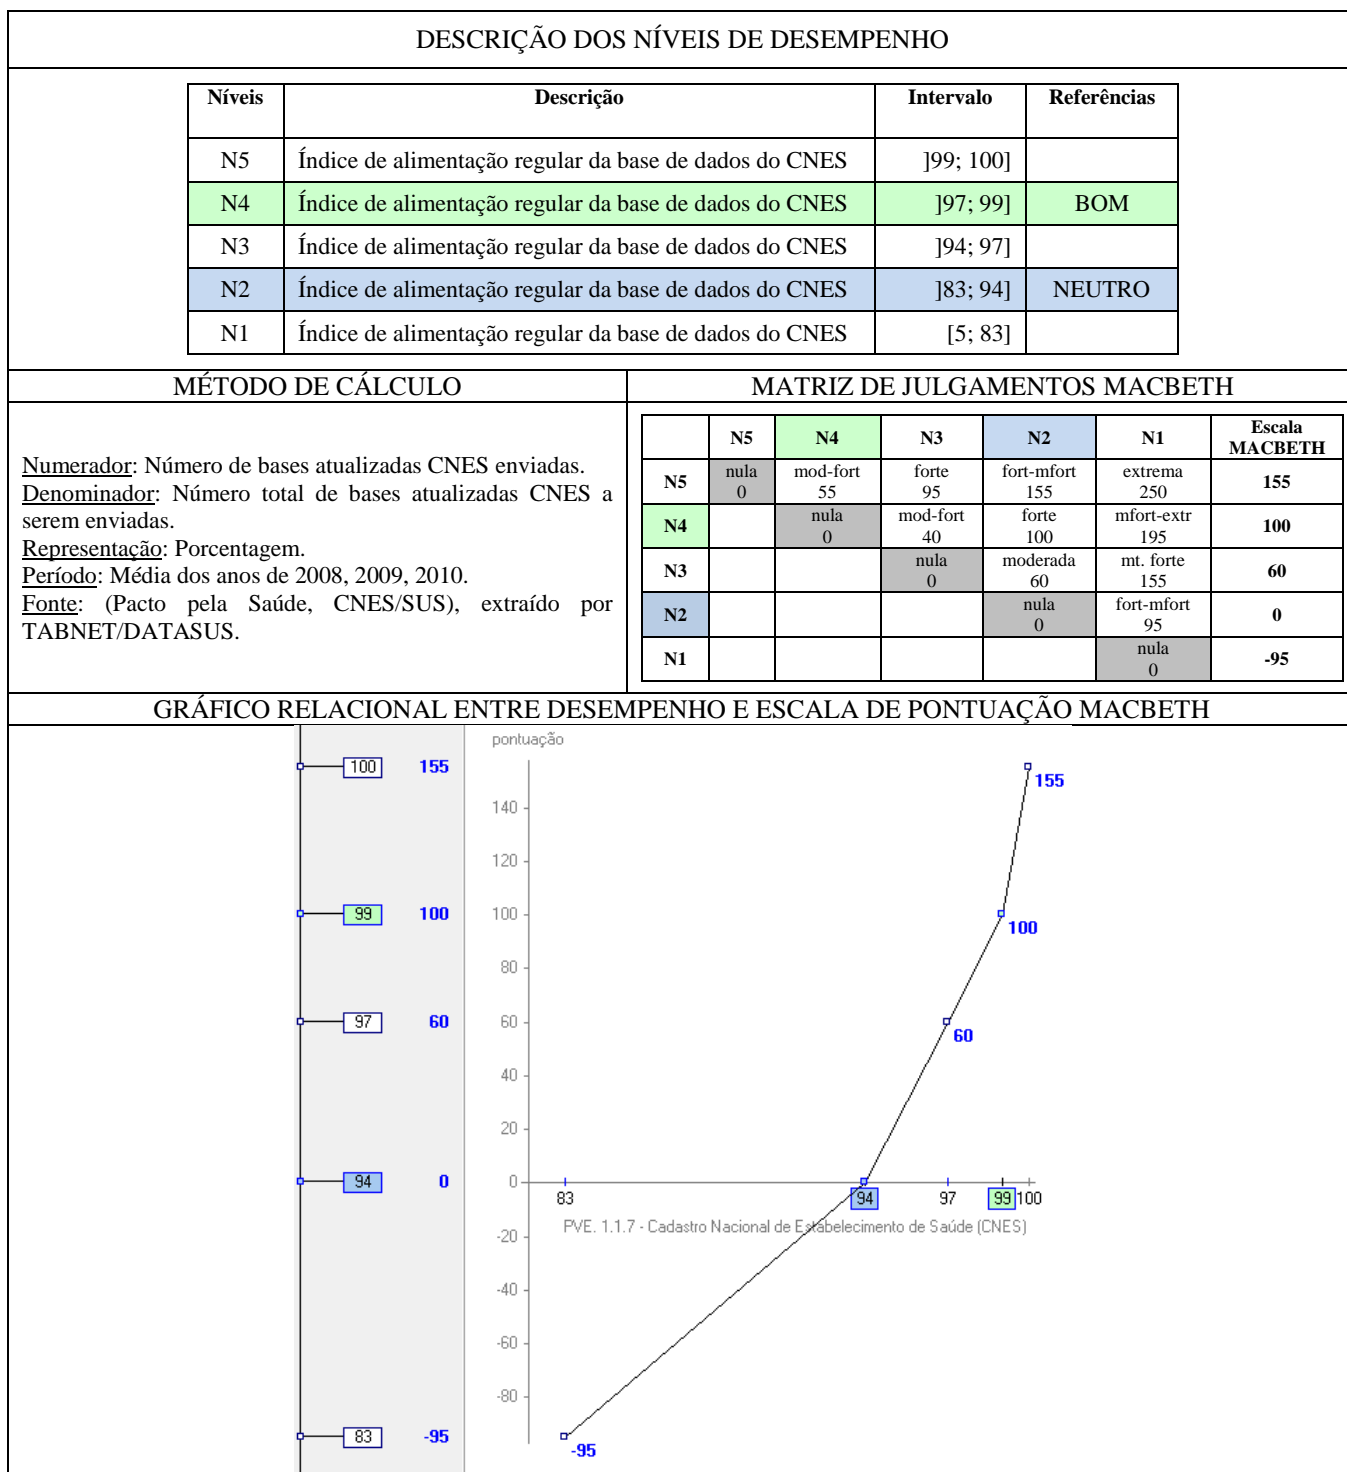 DESCRIÇÃO DOS NÍVEIS DE DESEMPENHO
Níveis Descrição Intervalo Referências
N5 Índice de alimentação regular da base de dados do CNES ]99; 100]
N4 Índice de alimentação regular da base de dados do CNES ]97; 99] BOM
N3 Índice de alimentação regular da base de dados do CNES ]94; 97]
N2 Índice de alimentação regular da base de dados do CNES ]83; 94] NEUTRO
N1 Índice de alimentação regular da base de dados do CNES [5; 83]
MÉTODO DE CÁLCULO
Numerador: Número de bases atualizadas CNES enviadas.
Denominador: Número total de bases atualizadas CNES a
serem enviadas.
Representação: Porcentagem.
Período: Média dos anos de 2008, 2009, 2010.
Fonte: (Pacto pela Saúde, CNES/SUS), extraído por
TABNET/DATASUS.
MATRIZ DE JULGAMENTOS MACBETH
N5 N4 N3 N2 N1 Escala
MACBETH
N5 nula mod-fort forte fort-mfort extrema 155
0 55 95 155 250
N4 nula mod-fort forte mfort-extr 100
0 40 100 195
N3 nula moderada mt. forte 60
0 60 155
N2 nula fort-mfort 0
0 95
N1 nula -95
0
GRÁFICO RELACIONAL ENTRE DESEMPENHO E ESCALA DE PONTUAÇÃO MACBETH
100 155
99 100
97 60
94 0
83 -95
pontuação
140
120
100
80
60
40
20
0
-20
-40
-60
-80
155
100
60
-95
83 94 97 99 100
PVE. 1.1.7 - Cadastro Nacional de Estabelecimento de Saúde (CNES)